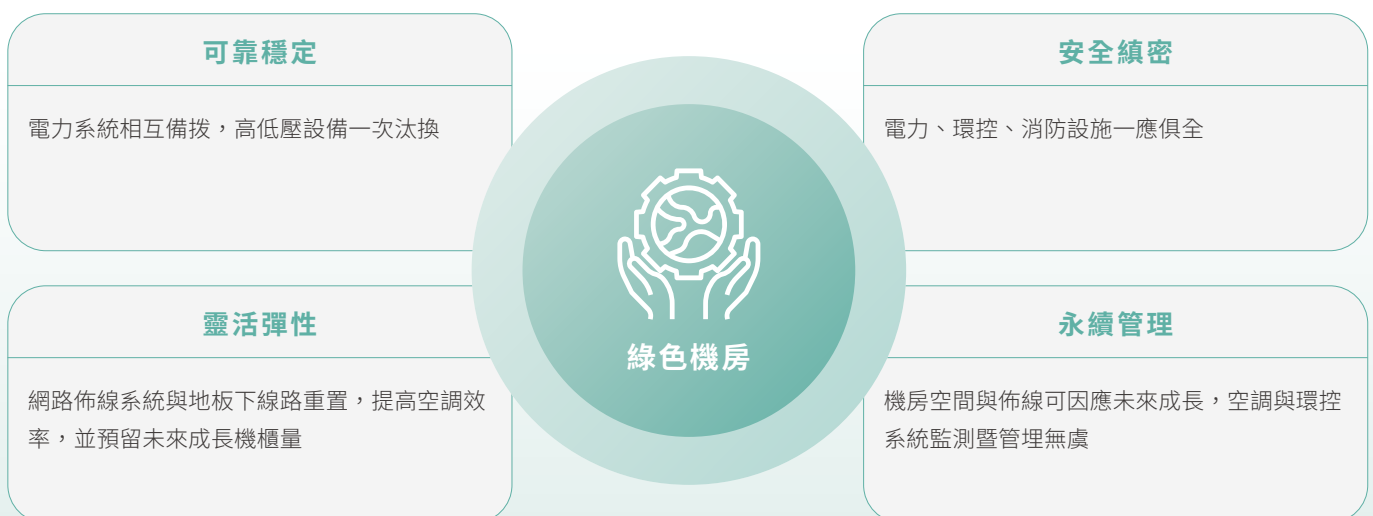 可靠穩定
電力系統相互備拨,高低壓設備一次汰換
安全縝密
電力、環控、消防設施一應俱全
綠色機房
靈活彈性
網路佈線系統與地板下線路重置,提高空調效
率,並預留未來成長機櫃量
永續管理
機房空間與佈線可因應未來成長,空調與環控
系統監測暨管埋無虞